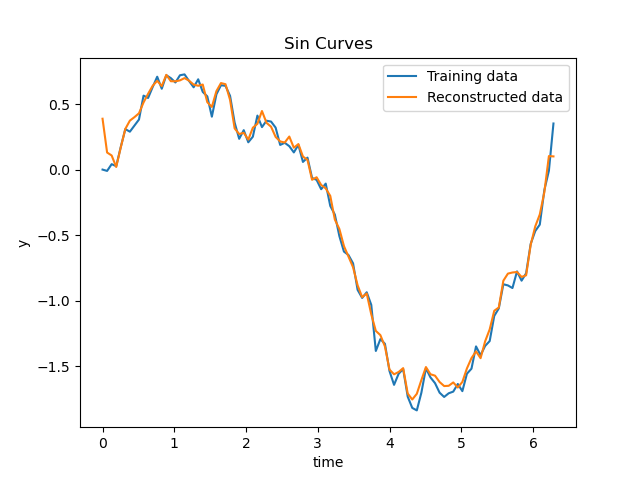 Sin Curves
Training data
Reconstructed data
0.5
0.0
−0.5
−1.0
−1.5
y
0 1 2 3 4 5 6
time